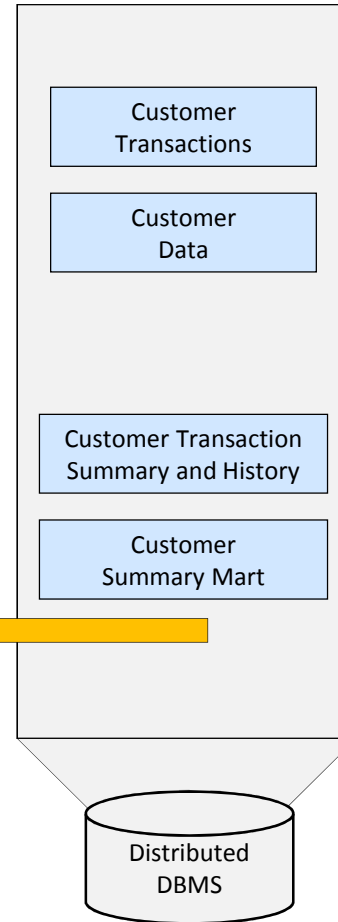 Customer
Transactions
Customer
Data
Customer Transaction
Summary and History
Customer
Summary Mart
Distributed
DBMS